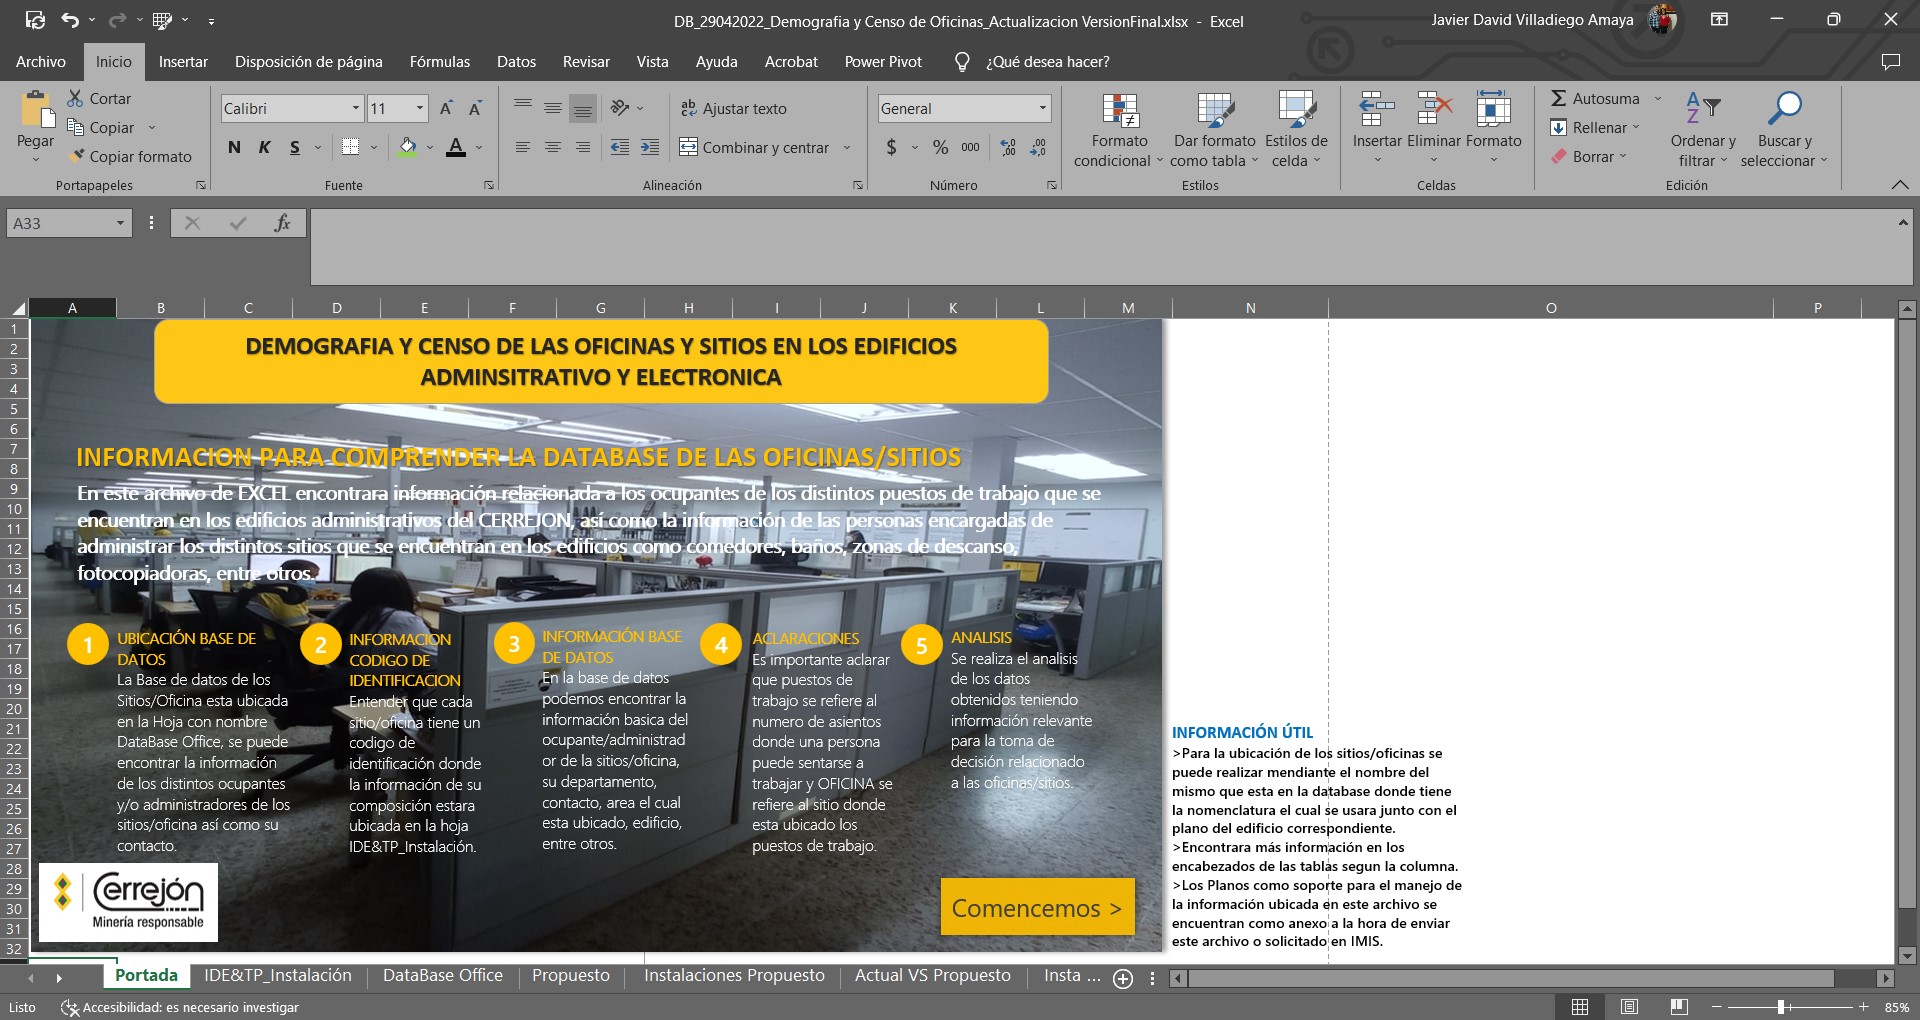 DB_29042022_Demografia y Censo de Oficinas_Actualizacion VersionFinal.xlsx - Excel
Javier David Villadiego Amaya
Archivo Inicio Insertar Disposición de página Fórmulas Datos Revisar Vista Ayuda Acrobat Power Pivot ¿Qué desea hacer?
Pegar
Cortar
Copiar
Copiar formato
Portapapeles
Calibri 11
N K S
Fuente
Ajustar texto
Combinar y centrar
Alineación
General
$ % 000
Número
Formato condicional
Dar formato como tabla
Estilos de celda
Estilos
Insertar Eliminar Formato
Celdas
Autosuma
Rellenar
Borrar
Ordenar y filtrar
Buscar y seleccionar
Edición
A33
fx
A B C D E F G H I J K L M N O P
1
2
3
4
5
6
7
8
9
10
11
12
13
14
15
16
17
18
19
20
21
22
23
24
25
26
27
28
29
30
31
32
DEMOGRAFIA Y CENSO DE LAS OFICINAS Y SITIOS EN LOS EDIFICIOS
ADMINSITRATIVO Y ELECTRONICA
INFORMACION PARA COMPRENDER LA DATABASE DE LAS OFICINAS/SITIOS
En este archivo de EXCEL encontrara información relacionada a los ocupantes de los distintos puestos de trabajo que se
encuentran en los edificios administrativos del CERREJON, así como la información de las personas encargadas de
administrar los distintos sitios que se encuentran en los edificios como comedores, baños, zonas de descanso,
fotocopiadoras, entre otros.
1
UBICACIÓN BASE DE
DATOS
La Base de datos de los
Sitios/Oficina esta ubicada
en la Hoja con nombre
DataBase Office, se puede
encontrar la información
de los distintos ocupantes
y/o administradores de los
sitios/oficina así como su
contacto.
2
INFORMACION
CODIGO DE
IDENTIFICACION
Entender que cada
sitio/oficina tiene un
codigo de
identificación donde
la información de su
composición estara
ubicada en la hoja
IDE&TP_Instalación.
3
INFORMACIÓN BASE
DE DATOS
En la base de datos
podemos encontrar la
información basica del
ocupante/administrad
or de la sitios/oficina,
su departamento,
contacto, area el cual
esta ubicado, edificio,
entre otros.
4
ACLARACIONES
Es importante aclarar
que puestos de
trabajo se refiere al
numero de asientos
donde una persona
puede sentarse a
trabajar y OFICINA se
refiere al sitio donde
esta ubicado los
puestos de trabajo.
5
ANALISIS
Se realiza el analisis
de los datos
obtenidos teniendo
información relevante
para la toma de
decisión relacionado
a las oficinas/sitios.
Cerrejón
Minería responsable
Comencemos >
INFORMACIÓN ÚTIL
>Para la ubicación de los sitios/oficinas se
puede realizar mendiante el nombre del
mismo que esta en la database donde tiene
la nomenclatura el cual se usara junto con el
plano del edificio correspondiente.
>Encontrara más información en los
encabezados de las tablas segun la columna.
>Los Planos como soporte para el manejo de
la información ubicada en este archivo se
encuentran como anexo a la hora de enviar
este archivo o solicitado en IMIS.
Portada IDE&TP_Instalación DataBase Office Propuesto Instalaciones Propuesto Actual VS Propuesto Insta ...
Listo Accesibilidad: es necesario investigar 85%